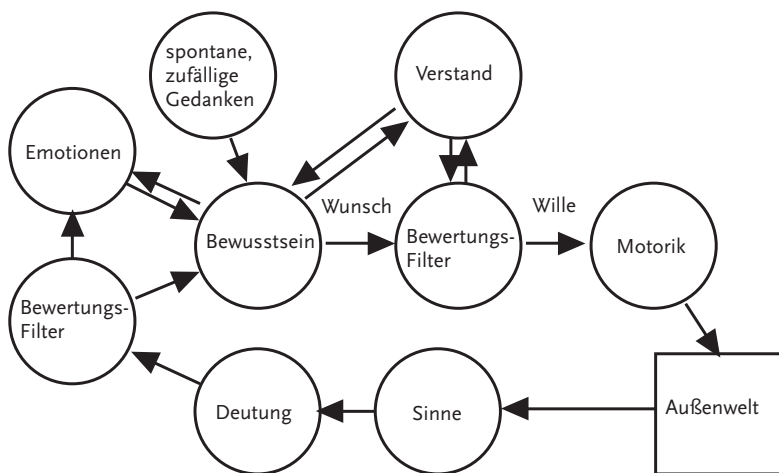 spontane,
zufällige
Gedanken
Verstand
Emotionen
Wunsch
Wille
Bewusstsein
Bewertungs-
Filter
Motorik
Bewertungs-
Filter
Deutung
Sinne
Außenwelt